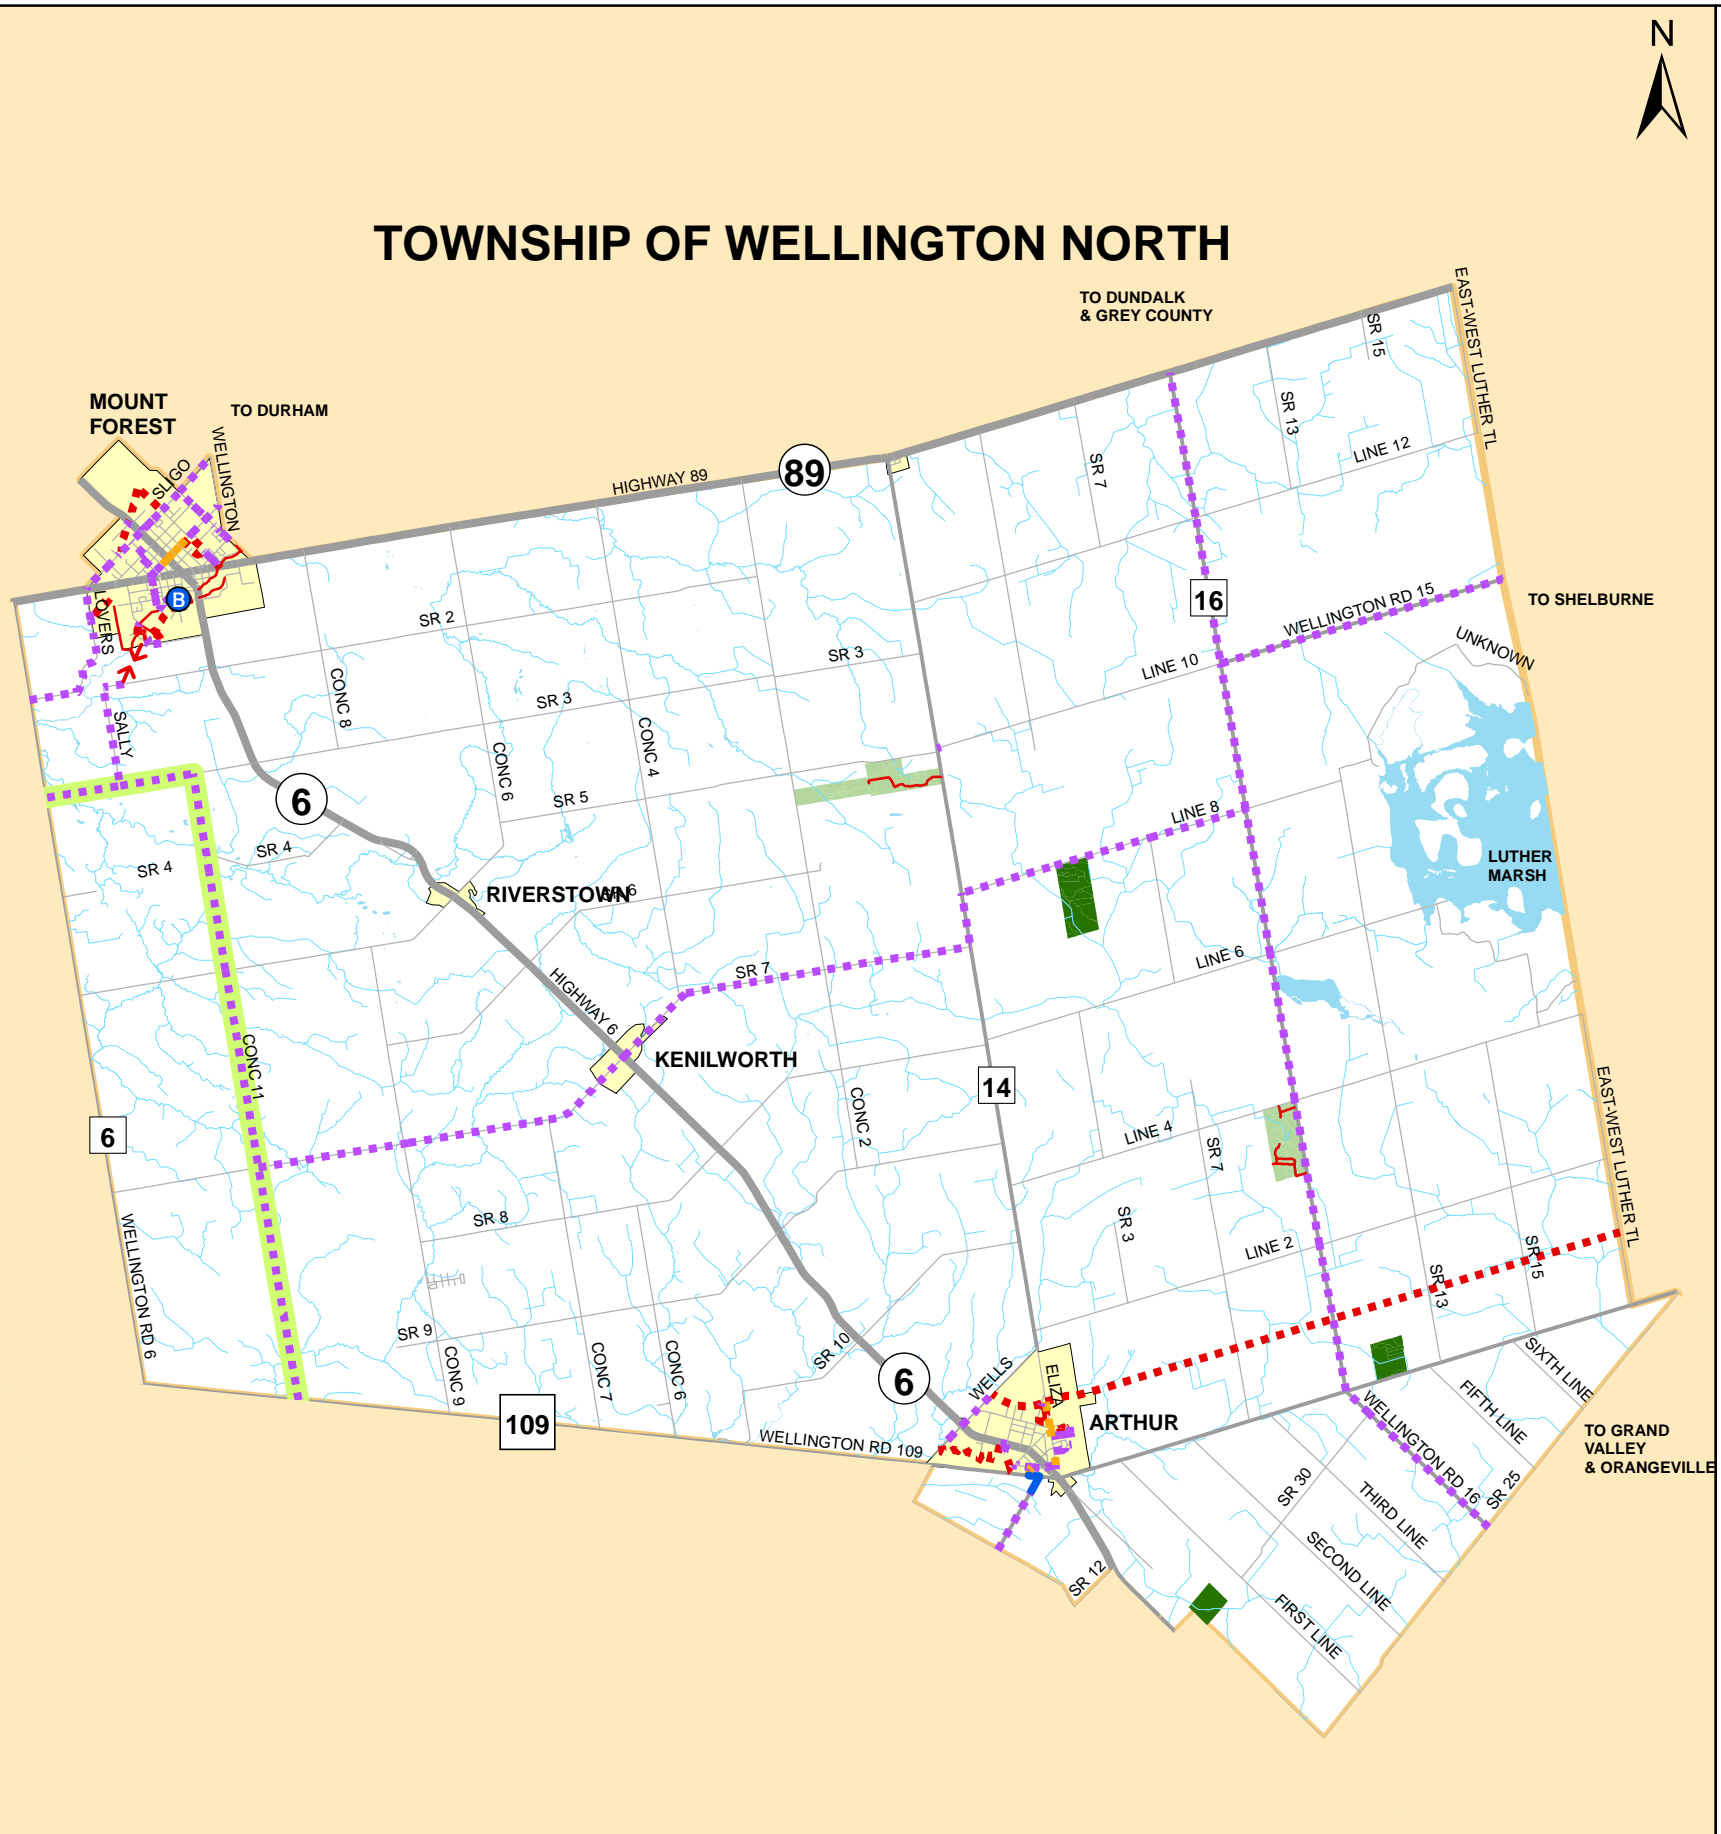 N
TOWNSHIP OF WELLINGTON NORTH
TO DUNDALK
& GREY COUNTY
EAST-WEST LUTHER TL
SR 15
MOUNT
FOREST
TO DURHAM
WELLINGTON
SLIGO
HIGHWAY 89
89
SR 7
SR 13
LINE 12
B
LOVERS
16
WELLINGTON RD 15
TO SHELBURNE
UNKNOWN
SR 2
SR 3
LINE 10
CONC 8
SR 3
SALLY
CONC 6
CONC 4
6
SR 5
LINE 8
SR 4
SR 4
LUTHER
MARSH
RIVERSTOWN
SR 6
SR 7
LINE 6
HIGHWAY 6
KENILWORTH
CONC 11
14
6
CONC 2
LINE 4
SR 7
EAST-WEST LUTHER TL
WELLINGTON RD 6
SR 8
SR 3
LINE 2
SR 15
SR 13
SR 9
SR 10
CONC 9
CONC 7
CONC 6
6
WELLS
ELIZA
SIXTH LINE
FIFTH LINE
109
ARTHUR
WELLINGTON RD 109
WELLINGTON RD 16
TO GRAND
VALLEY
& ORANGEVILLE
SR 30
SR 25
THIRD LINE
SECOND LINE
SR 12
FIRST LINE